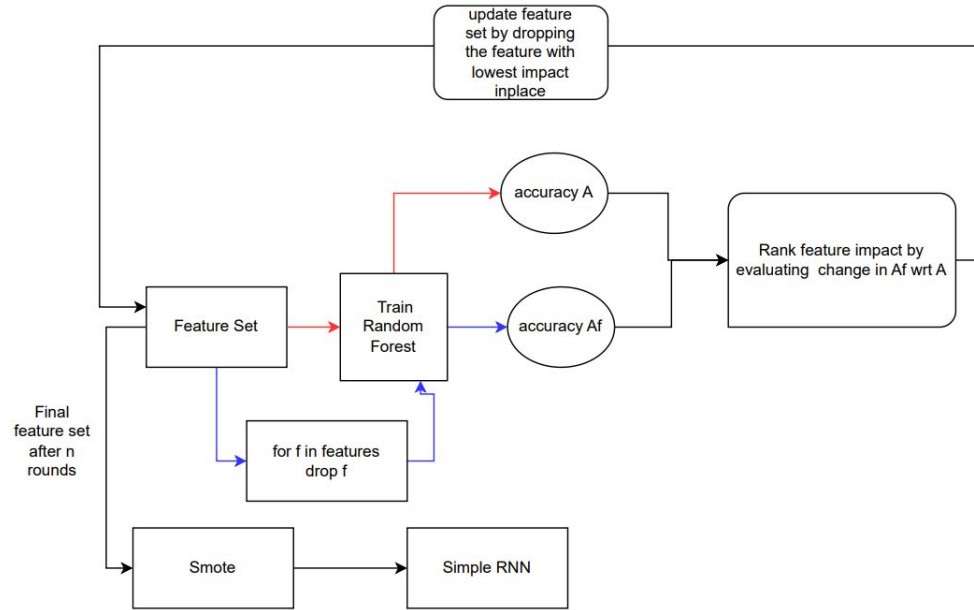 update feature
set by dropping
the feature with
lowest impact
inplace
accuracy A
Rank feature impact by
evaluating change in Af wrt A
Train
Random
Forest
Feature Set
accuracy Af
Final
feature set
after n
rounds
for f in features
drop f
Smote
Simple RNN